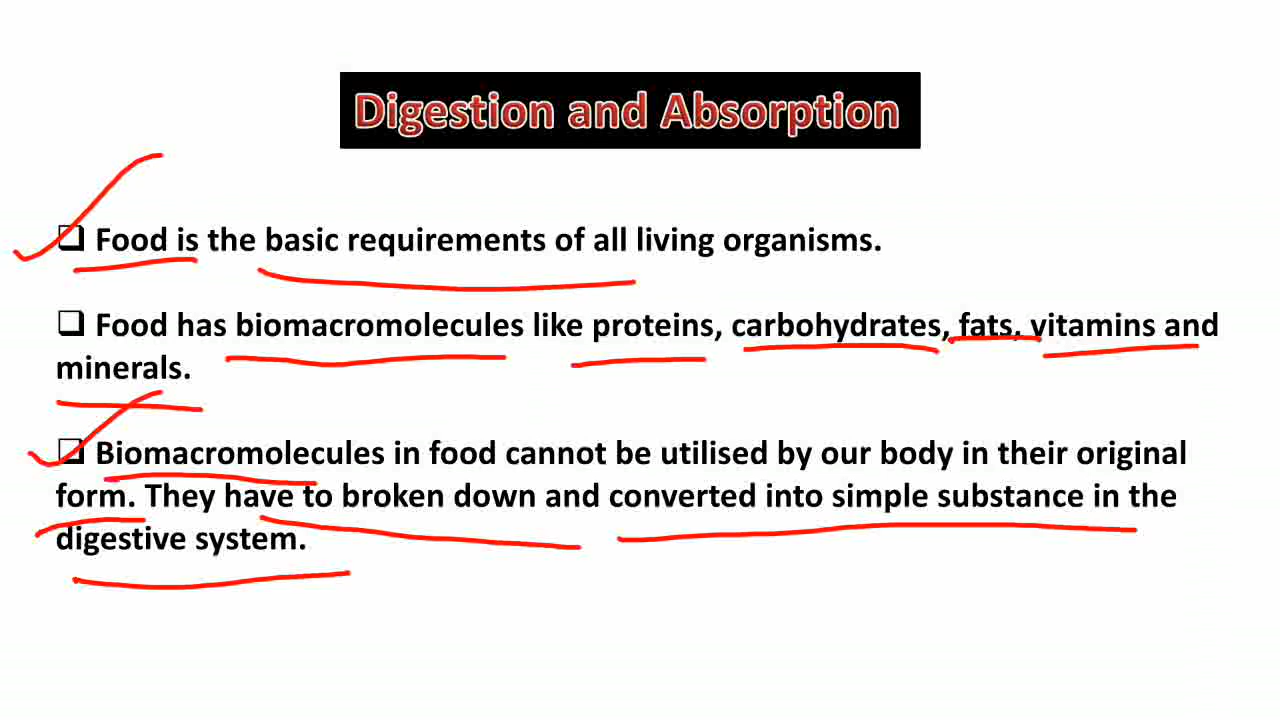 Digestion and Absorption
❑ Food is the basic requirements of all living organisms.
❑ Food has biomacromolecules like proteins, carbohydrates, fats, vitamins and
minerals.
❑ Biomacromolecules in food cannot be utilised by our body in their original
form. They have to broken down and converted into simple substance in the
digestive system.